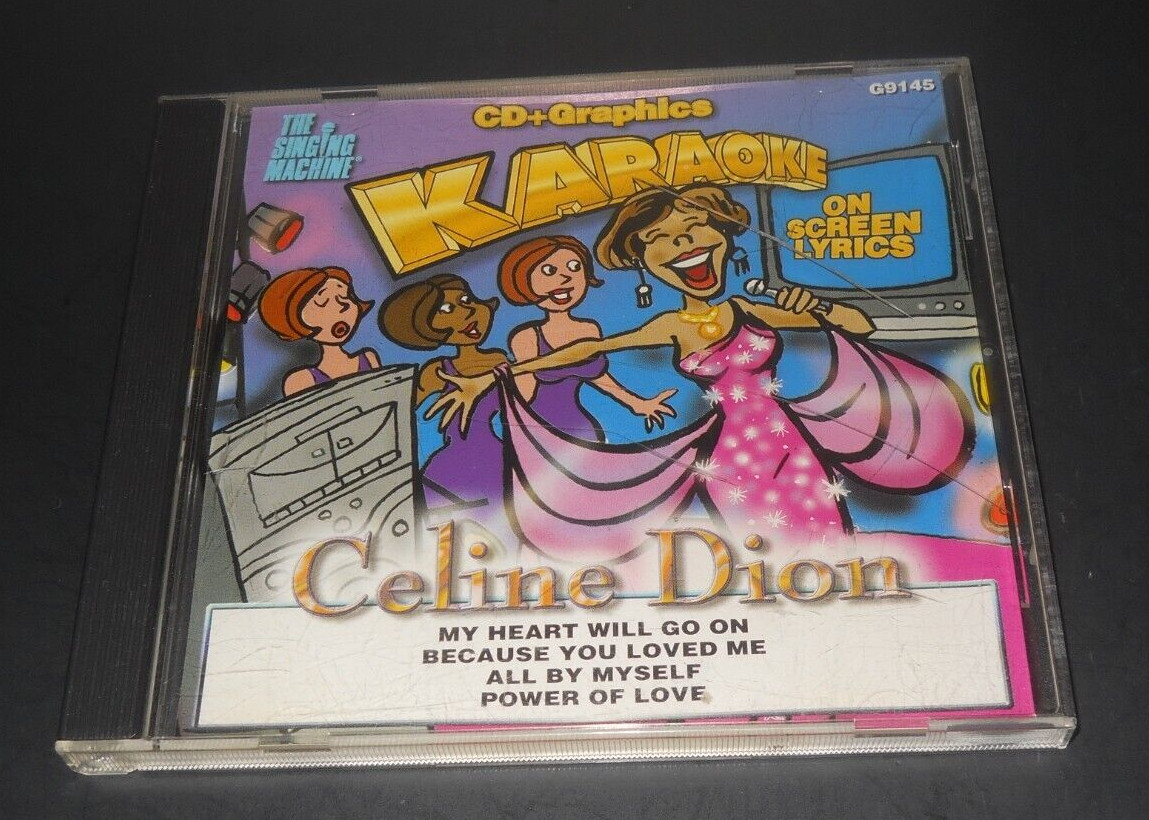 G9145
CD+Graphics
THE
SINGING
MACHINE®
KARAOKE
ON
SCREEN
LYRICS
Celine Dion
MY HEART WILL GO ON
BECAUSE YOU LOVED ME
ALL BY MYSELF
POWER OF LOVE